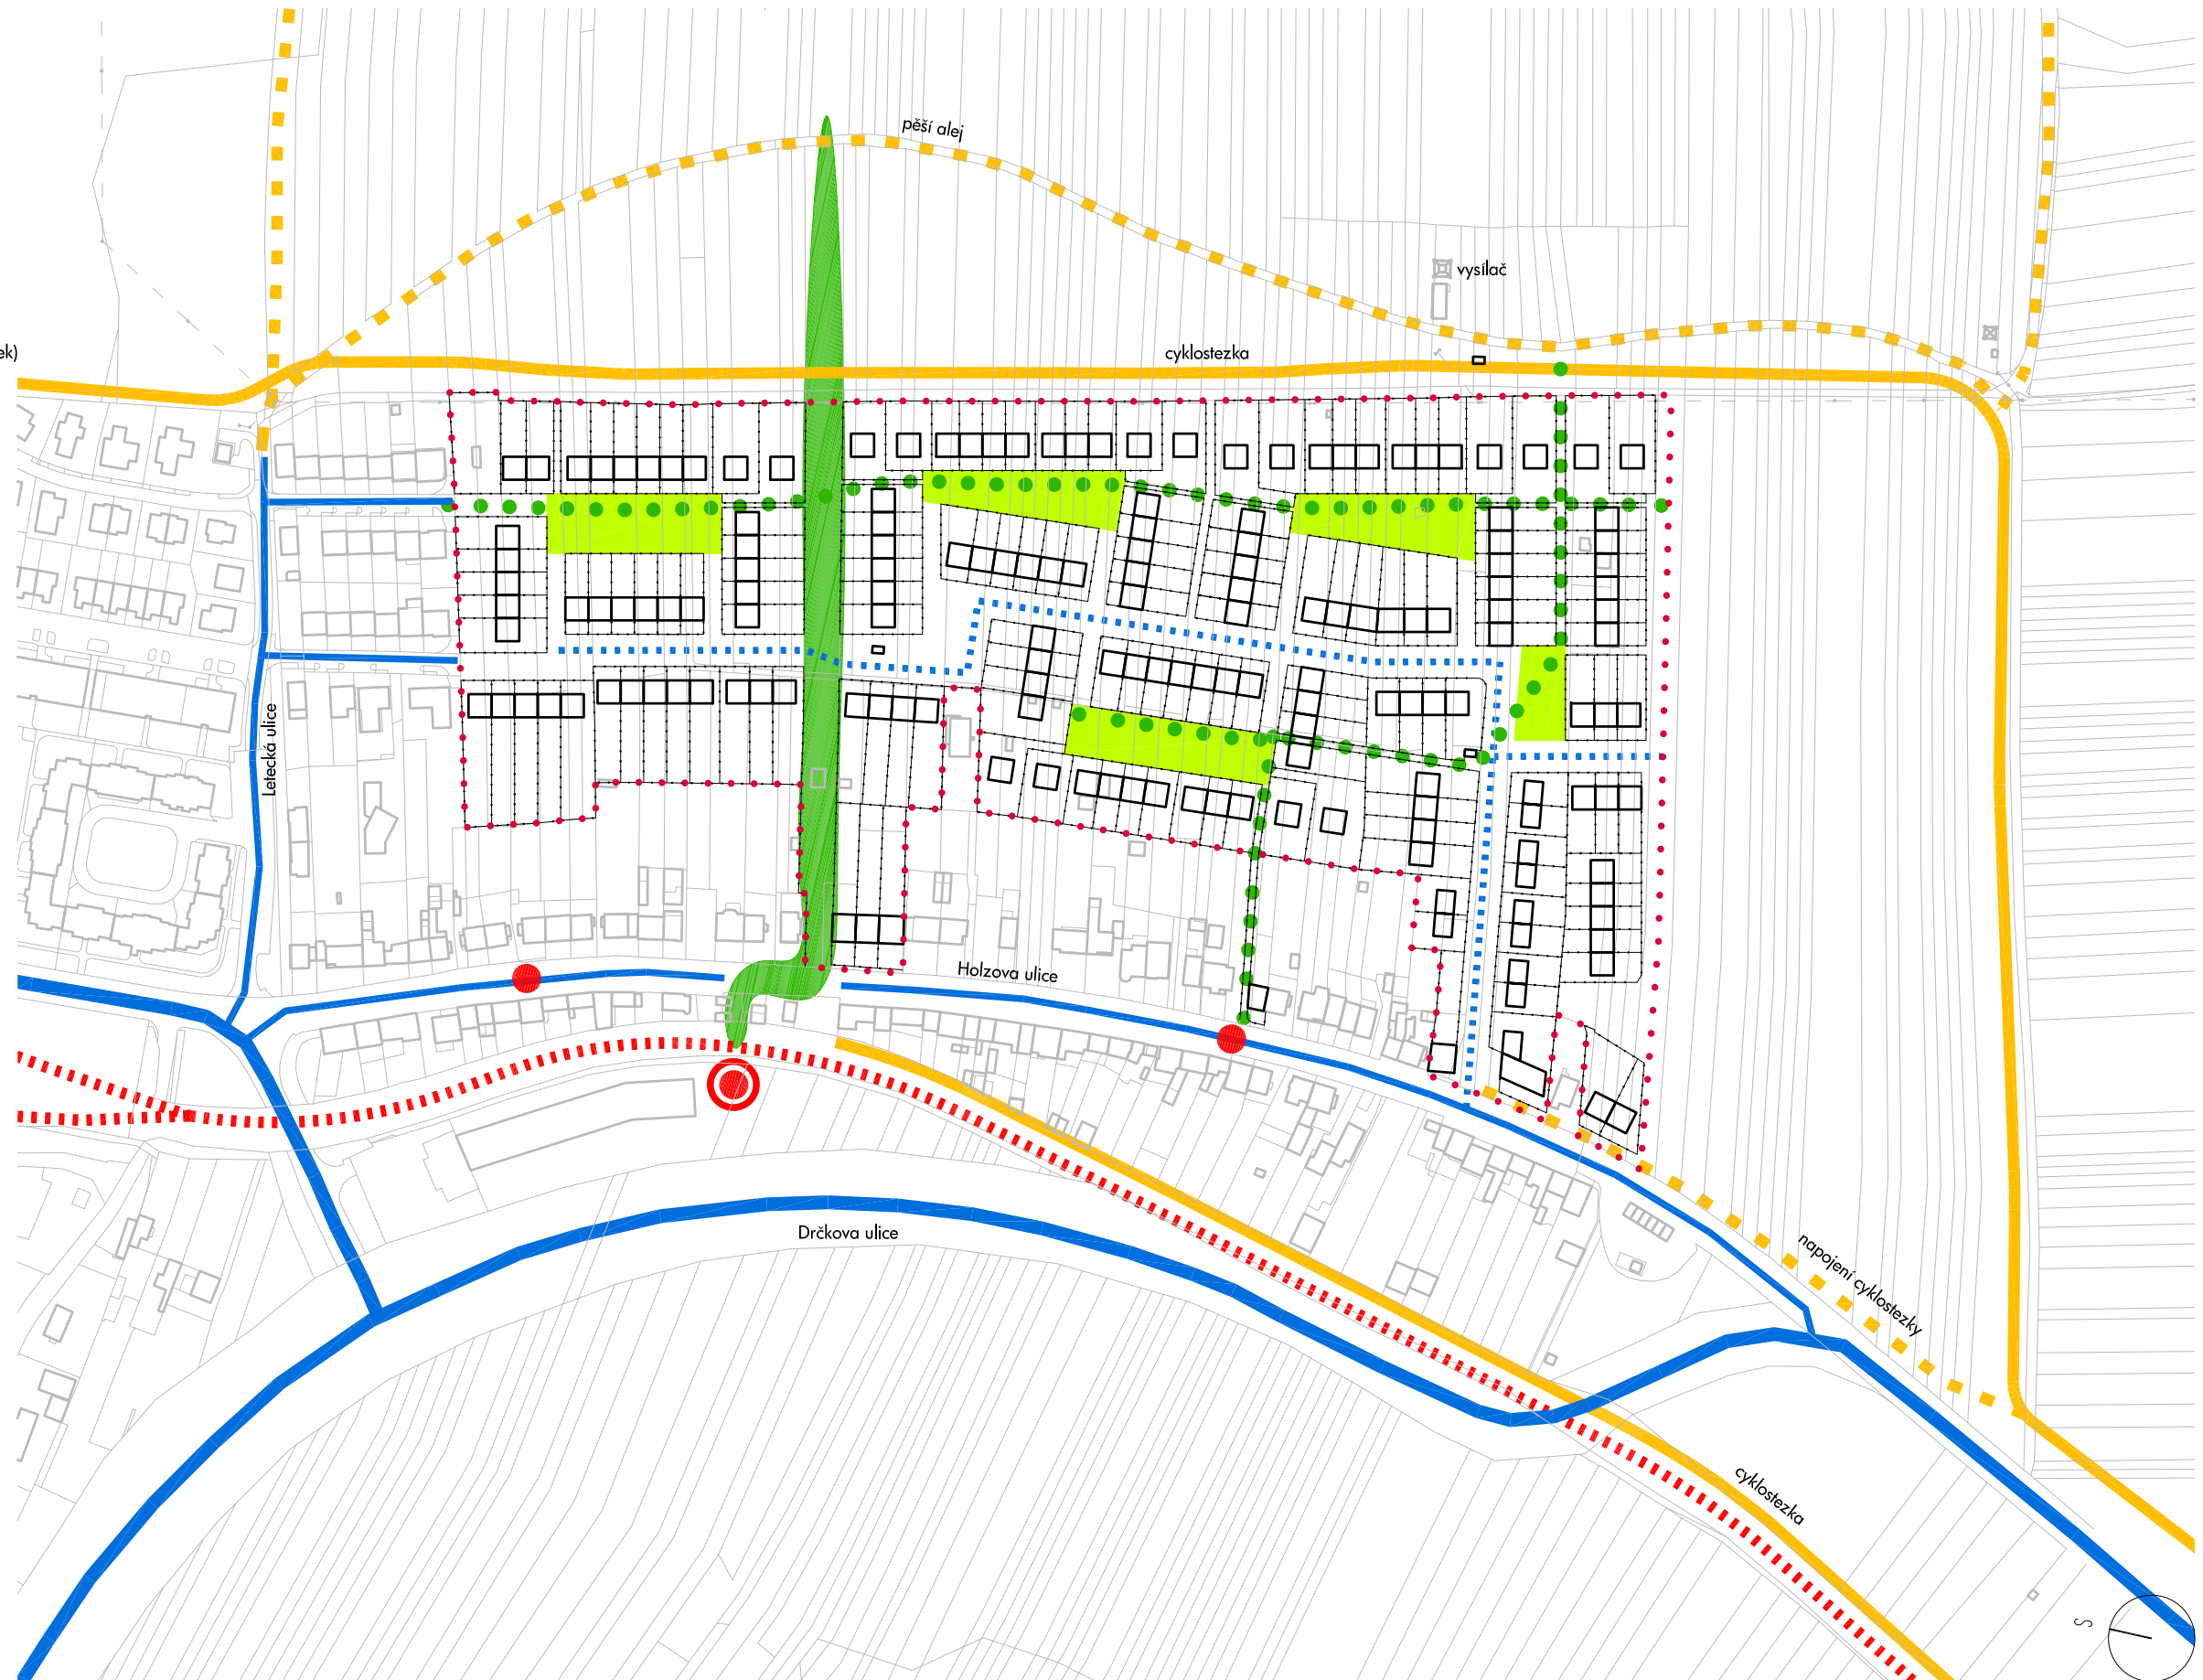 pěší alej
vysílač
ek)
cyklostezka
Letecká ulice
Holzova ulice
Drčkova ulice
napojení cyklostezky
cyklostezka
S